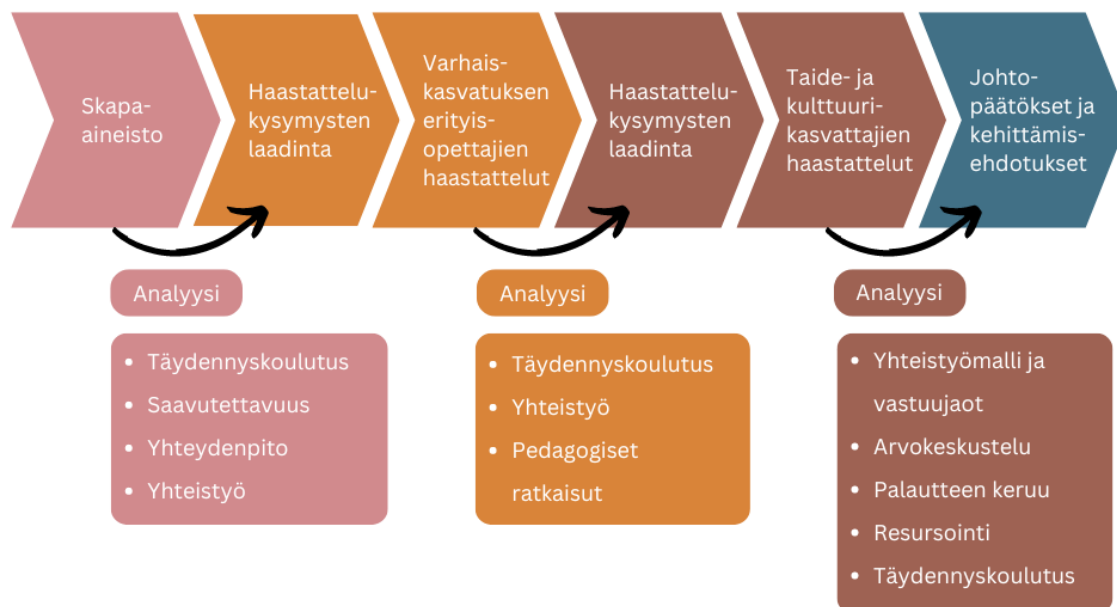 Skapa-
aineisto
Haastattelu-
kysymysten
laadinta
Varhais-
kasvatuksen
erityis-
opettajien
haastattelut
Haastattelu-
kysymysten
laadinta
Taide- ja
kulttuuri-
kasvattajien
haastattelut
Johto-
päätökset ja
kehittämis-
ehdotukset
Analyysi
• Täydennyskoulutus
• Saavutettavuus
• Yhteydenpito
• Yhteistyö
Analyysi
• Täydennyskoulutus
• Yhteistyö
• Pedagogiset
ratkaisut
Analyysi
• Yhteistyömalli ja
vastuujaot
• Arvokeskustelu
• Palautteen keruu
• Resursointi
• Täydennyskoulutus